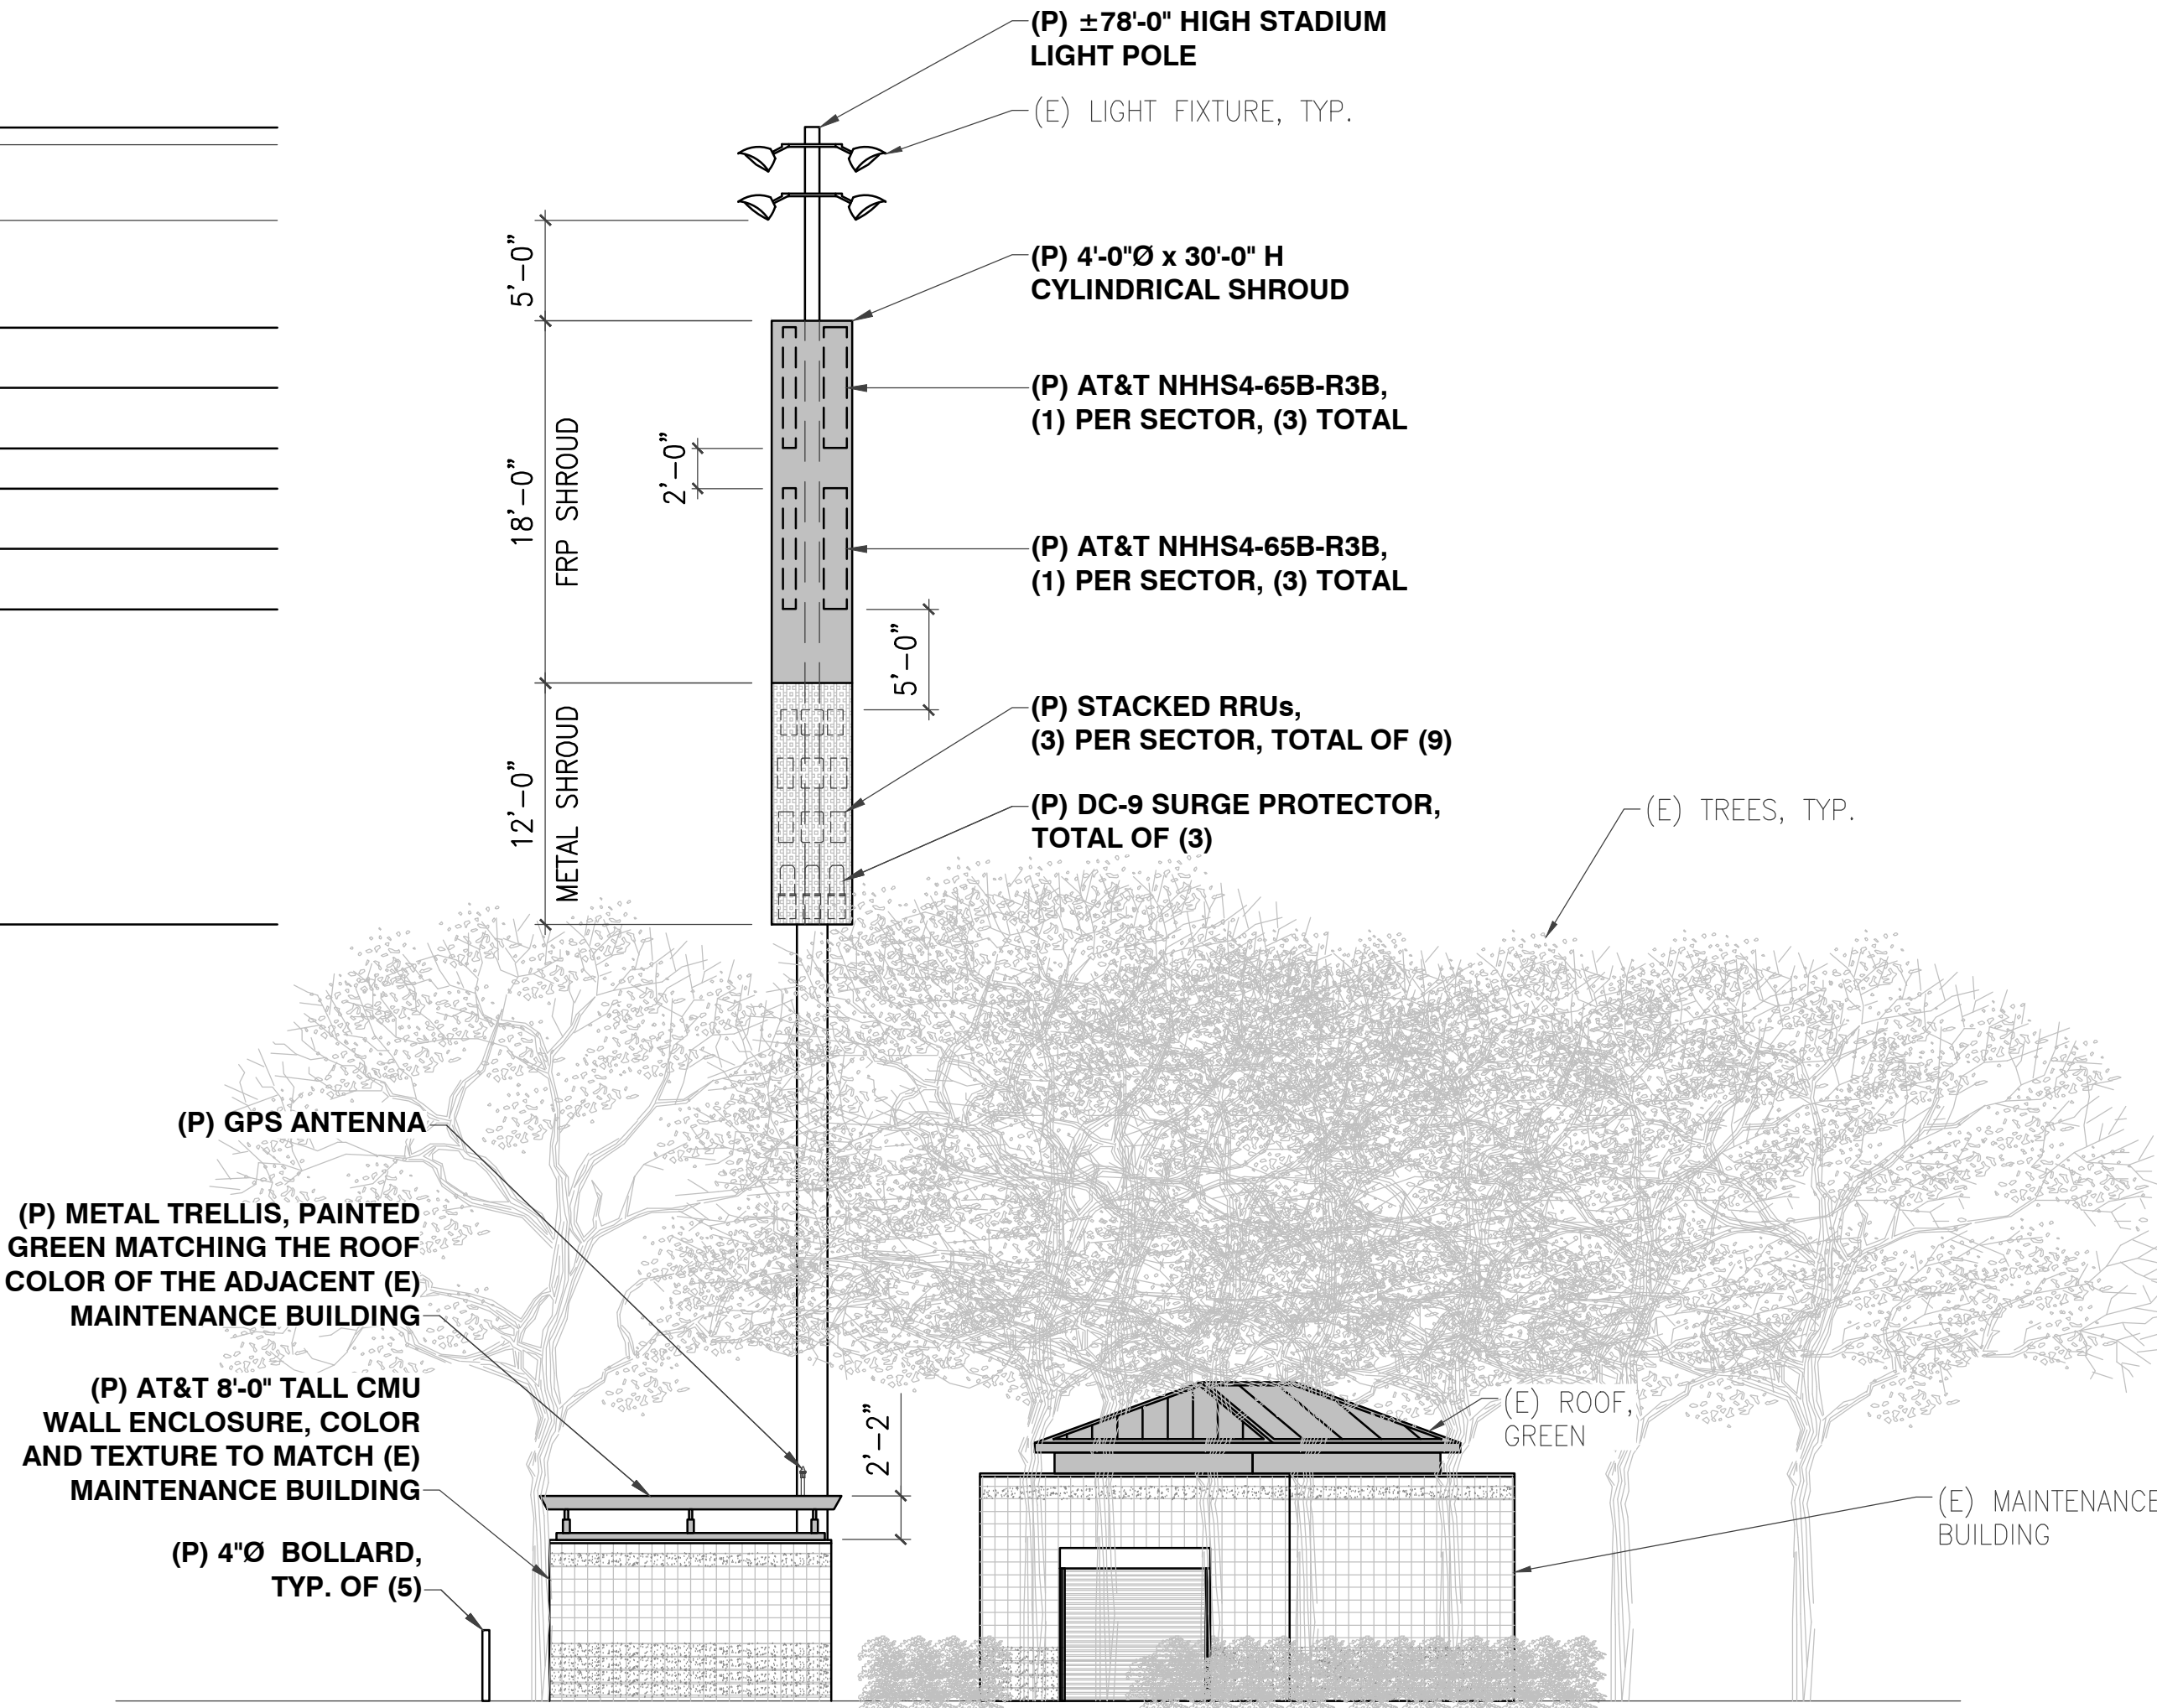 (P) ±78'-0" HIGH STADIUM
LIGHT POLE
(E) LIGHT FIXTURE, TYP.
5'-0"
(P) 4'-0"Ø x 30'-0" H
CYLINDRICAL SHROUD
(P) AT&T NHHS4-65B-R3B,
(1) PER SECTOR, (3) TOTAL
18'-0"
FRP SHROUD
2'-0"
(P) AT&T NHHS4-65B-R3B,
(1) PER SECTOR, (3) TOTAL
5'-0"
(P) STACKED RRUs,
(3) PER SECTOR, TOTAL OF (9)
12'-0"
METAL SHROUD
(P) DC-9 SURGE PROTECTOR,
TOTAL OF (3)
(E) TREES, TYP.
(P) GPS ANTENNA
(P) METAL TRELLIS, PAINTED
GREEN MATCHING THE ROOF
COLOR OF THE ADJACENT (E)
MAINTENANCE BUILDING
(P) AT&T 8'-0" TALL CMU
WALL ENCLOSURE, COLOR
AND TEXTURE TO MATCH (E)
MAINTENANCE BUILDING
2'-2"
(E) ROOF,
GREEN
(E) MAINTENANCE
BUILDING
(P) 4"Ø BOLLARD,
TYP. OF (5)